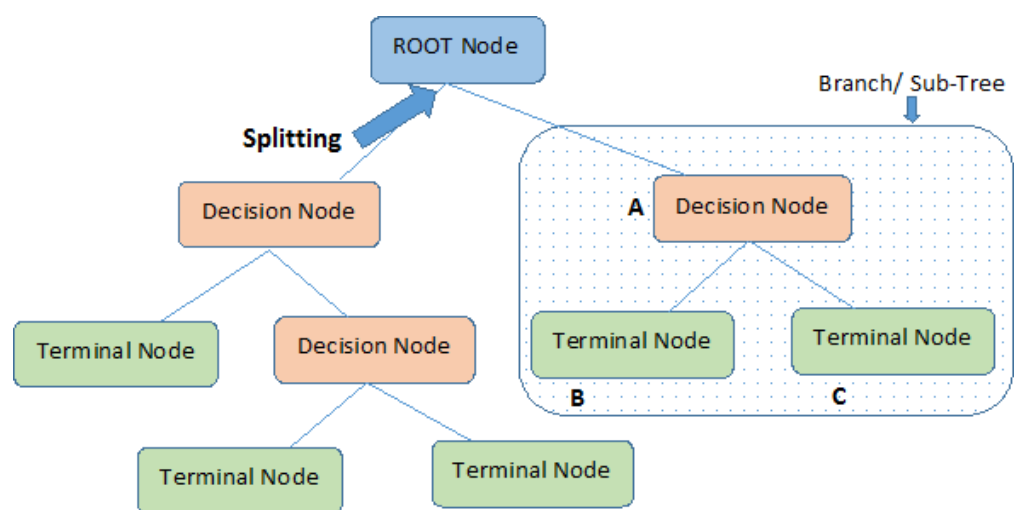 ROOT Node
Branch/ Sub-Tree
Splitting
Decision Node
A
Decision Node
Terminal Node
Decision Node
Terminal Node
Terminal Node
B
C
Terminal Node
Terminal Node